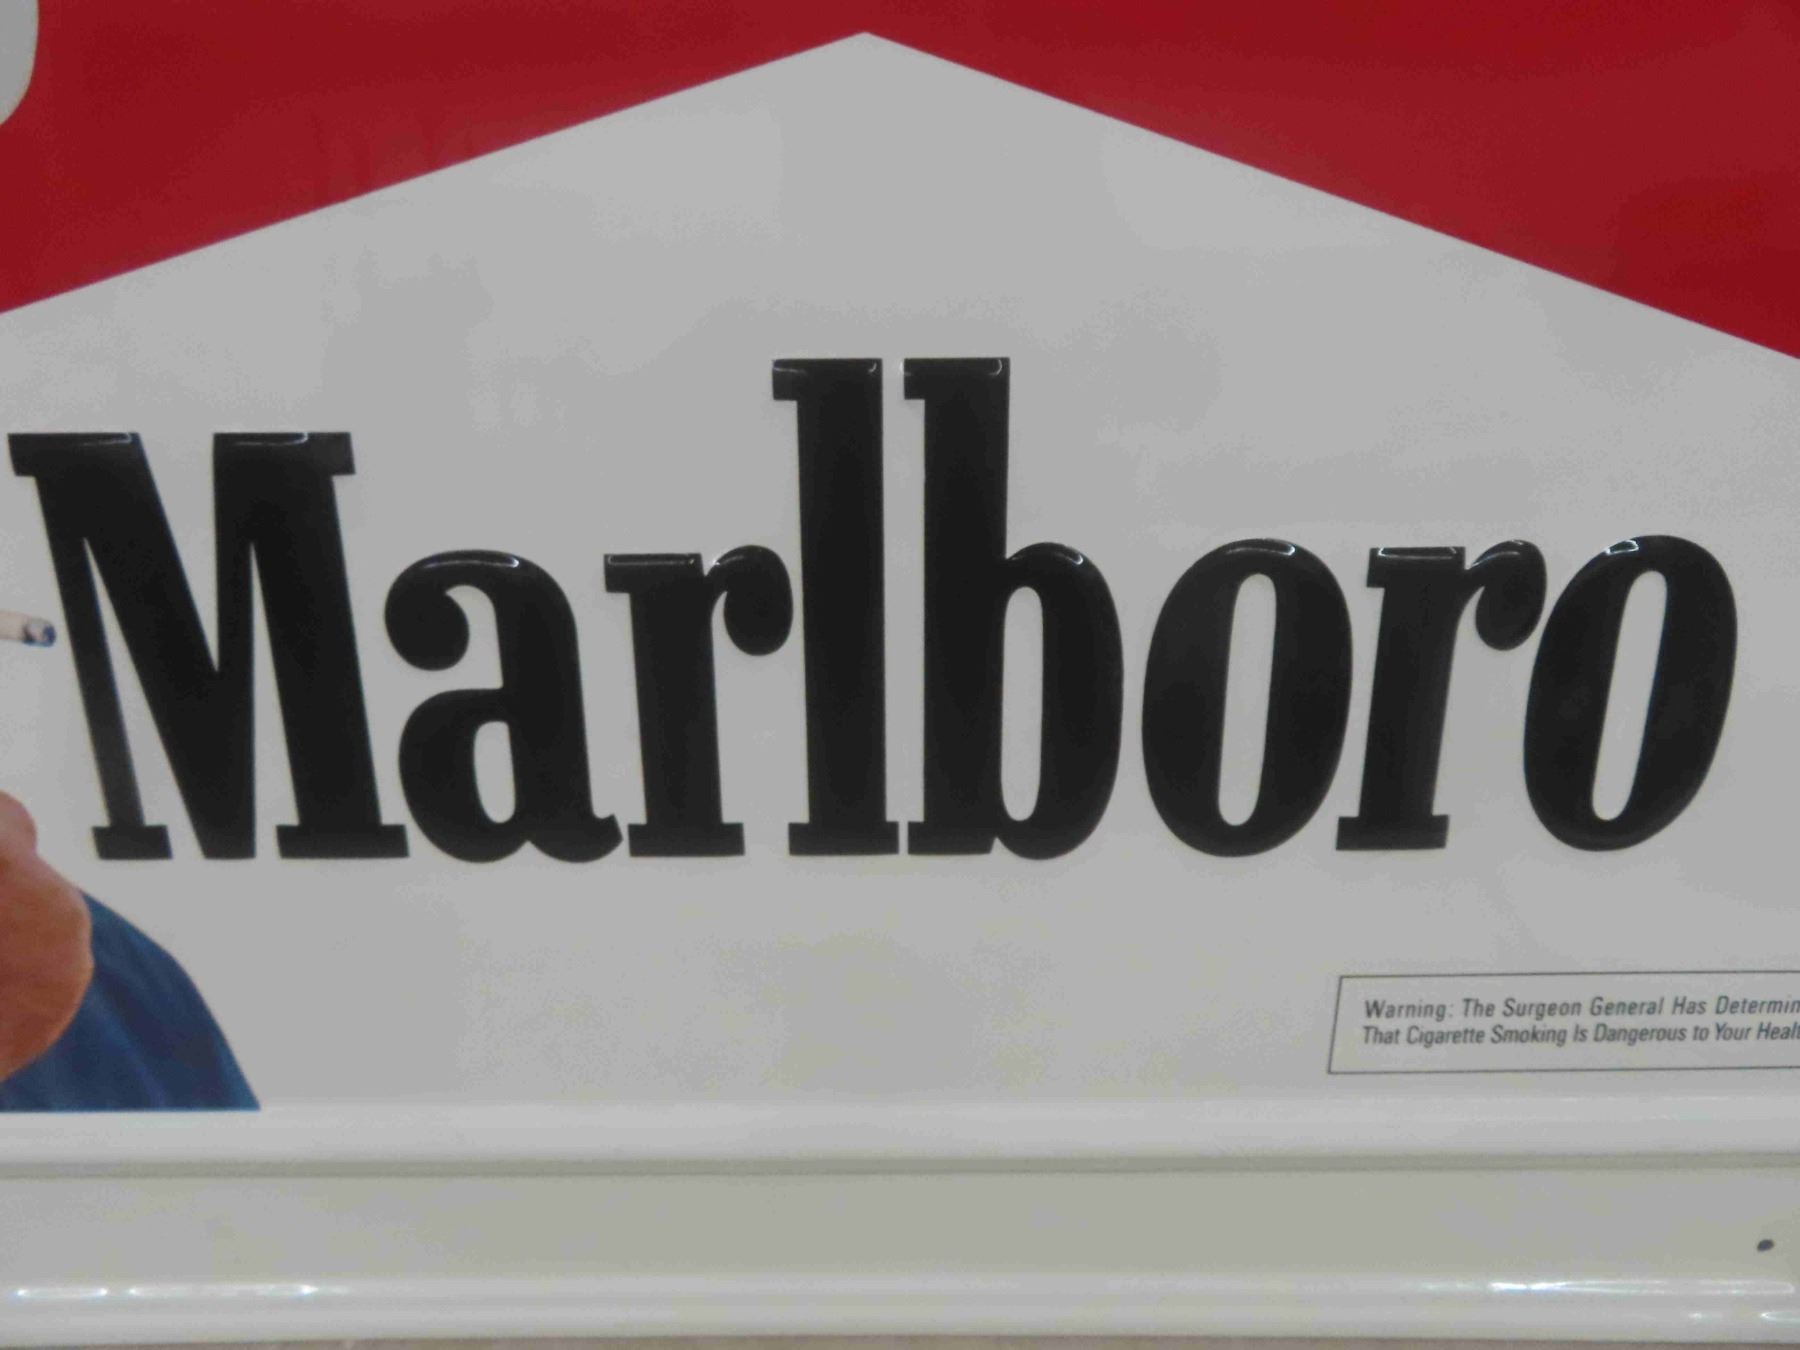 Marlboro
Warning: The Surgeon General Has
That Cigarette Smoking Is Dangerous to Your